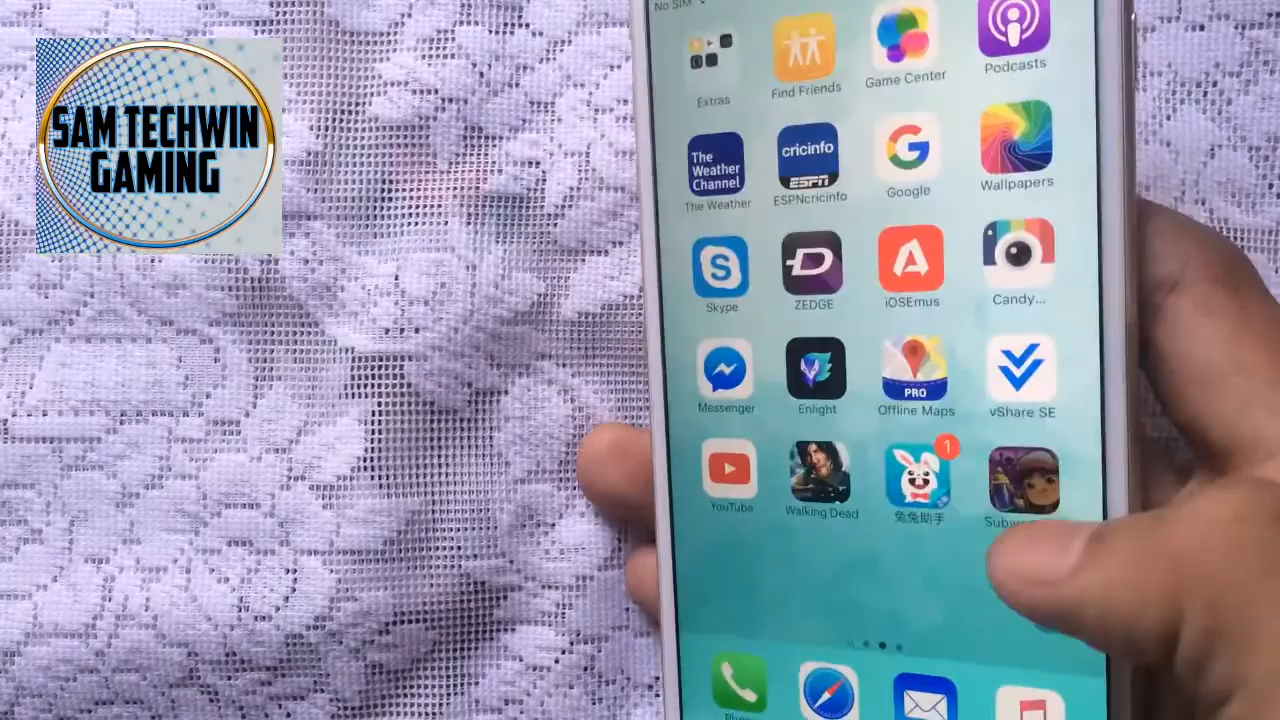 No SIM
SAM TECHWIN
GAMING
Extras
Find Friends
Game Center
Podcasts
The
Weather
Channel
cricinfo
ESPN
The Weather
ESPNcricinfo
Google
Wallpapers
Skype
ZEDGE
iOSEmus
Candy...
PRO
Messenger
Enlight
Offline Maps
vShare SE
1
YouTube
Walking Dead
兔兔助手